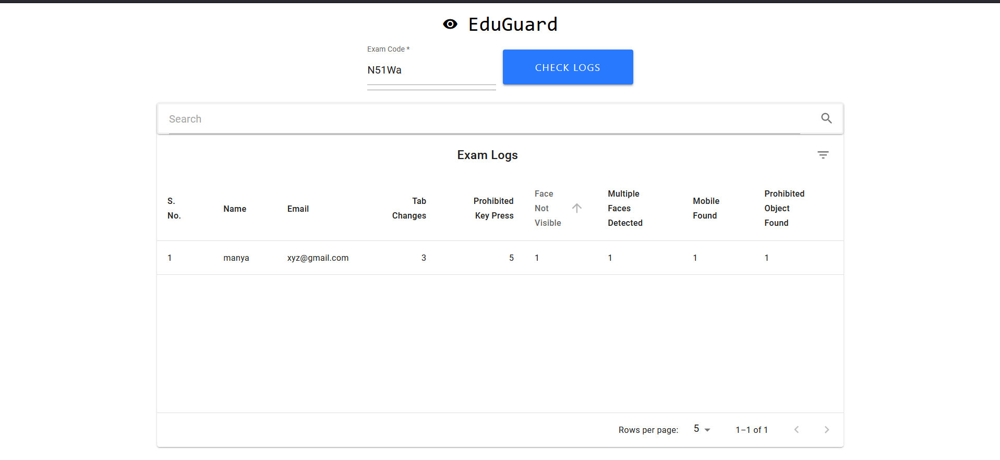 EduGuard
Exam Code *
N51Wa
CHECK LOGS
Search
Exam Logs
S. No.
Name
Email
Tab Changes
Prohibited Key Press
Face Not Visible
Multiple Faces Detected
Mobile Found
Prohibited Object Found
1 manya xyz@gmail.com 3 5 1 1 1 1
Rows per page: 5 1–1 of 1